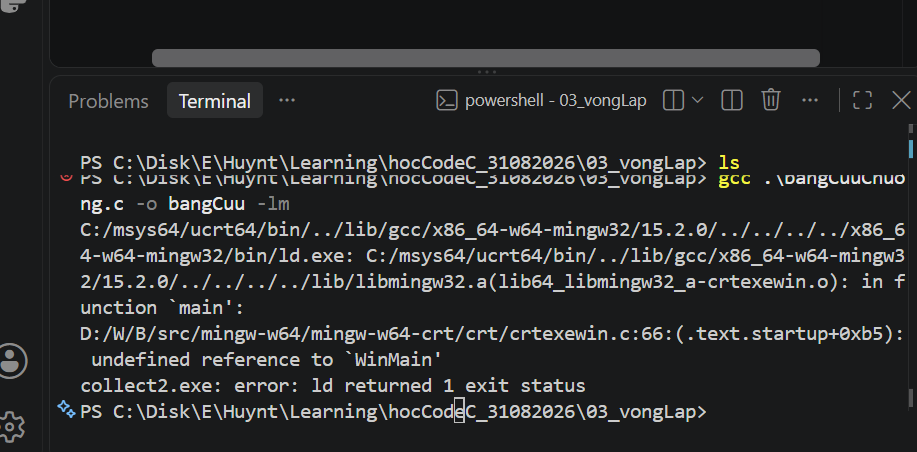 Problems Terminal ··· powershell - 03_vongLap ···
PS C:\Disk\E\Huynt\Learning\hocCodeC_31082026\03_vongLap> ls
PS C:\Disk\E\Huynt\Learning\hocCodeC_31082026\03_vongLap> gcc .\bangCuuChuo
ng.c -o bangCuu -lm
C:/msys64/ucrt64/bin/../lib/gcc/x86_64-w64-mingw32/15.2.0/../../../../x86_6
4-w64-mingw32/bin/ld.exe: C:/msys64/ucrt64/bin/../lib/gcc/x86_64-w64-mingw3
2/15.2.0/../../../../lib/libmingw32.a(lib64_libmingw32_a-crtexewin.o): in f
unction `main':
D:/W/B/src/mingw-w64/mingw-w64-crt/crt/crtexewin.c:66:(.text.startup+0xb5):
undefined reference to `WinMain'
collect2.exe: error: ld returned 1 exit status
PS C:\Disk\E\Huynt\Learning\hocCodeC_31082026\03_vongLap>